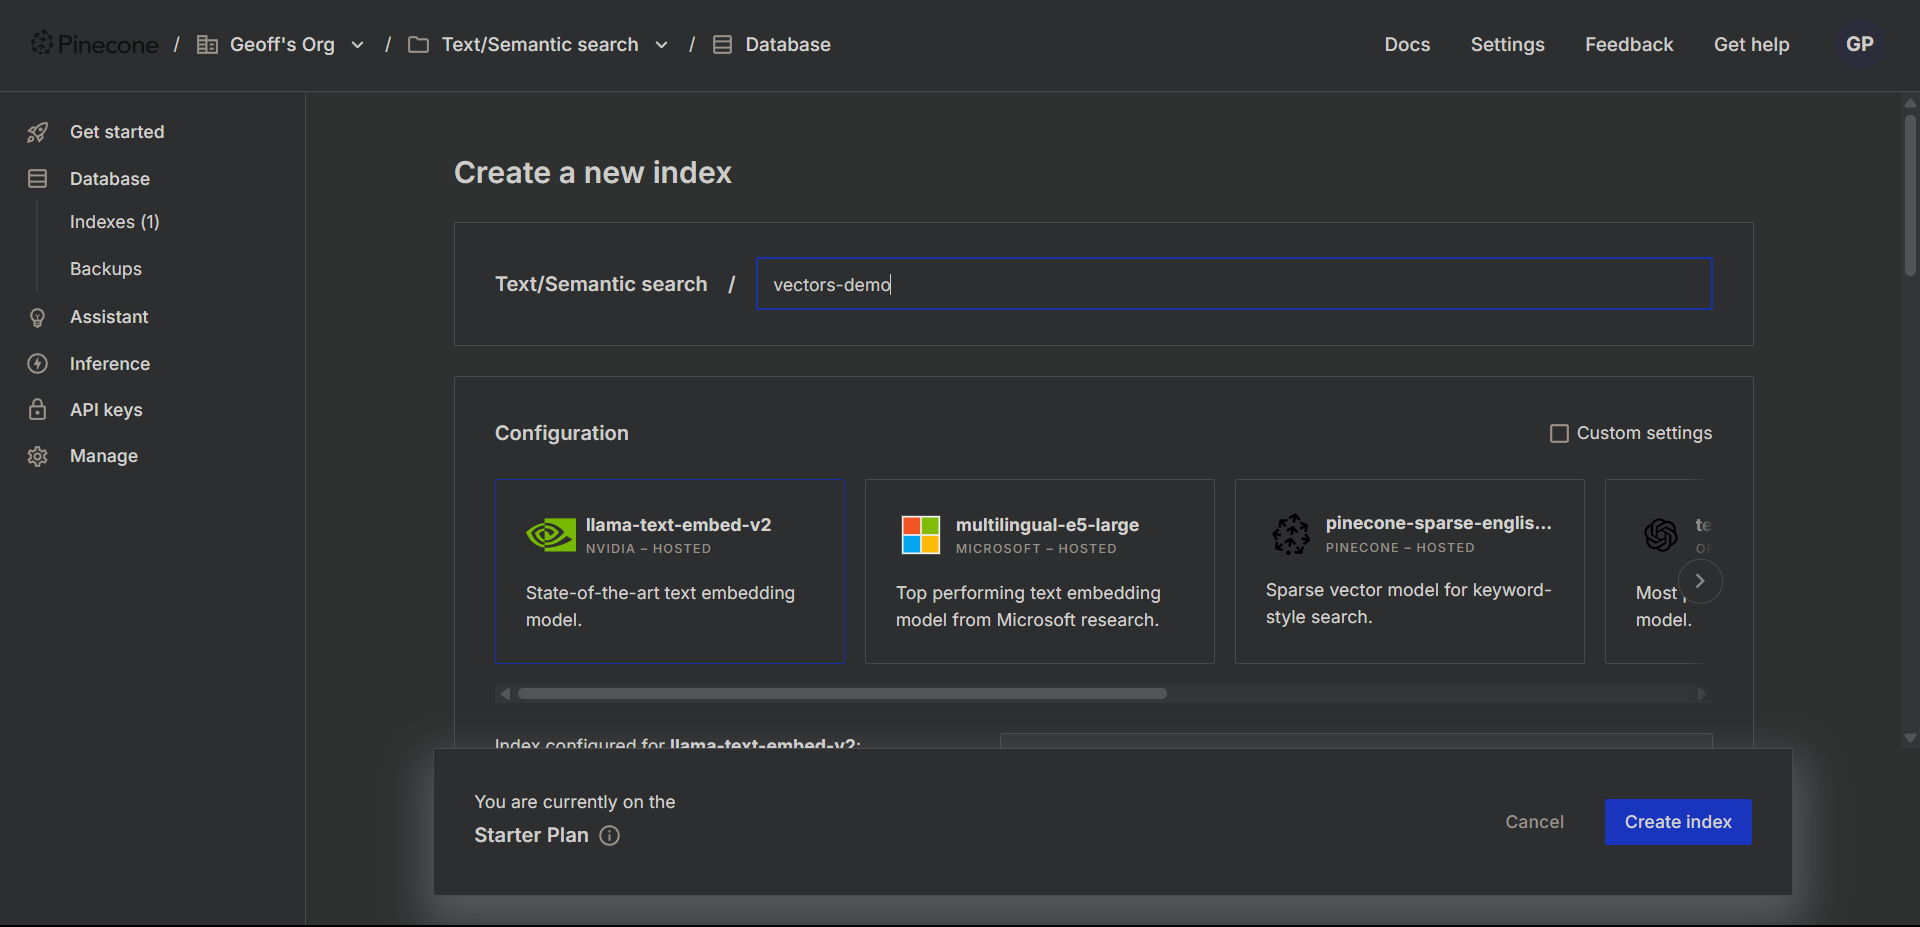 Pinecone / Geoff's Org / Text/Semantic search / Database
Docs Settings Feedback Get help GP
Get started
Database
Indexes (1)
Backups
Assistant
Inference
API keys
Manage
Create a new index
Text/Semantic search / vectors-demo
Configuration
Custom settings
llama-text-embed-v2
NVIDIA – HOSTED
State-of-the-art text embedding
model.
multilingual-e5-large
MICROSOFT – HOSTED
Top performing text embedding
model from Microsoft research.
pinecone-sparse-englis...
PINECONE – HOSTED
Sparse vector model for keyword-
style search.
te
Most
model.
Index configured for llama-text-embed-v2:
You are currently on the
Starter Plan
Cancel
Create index